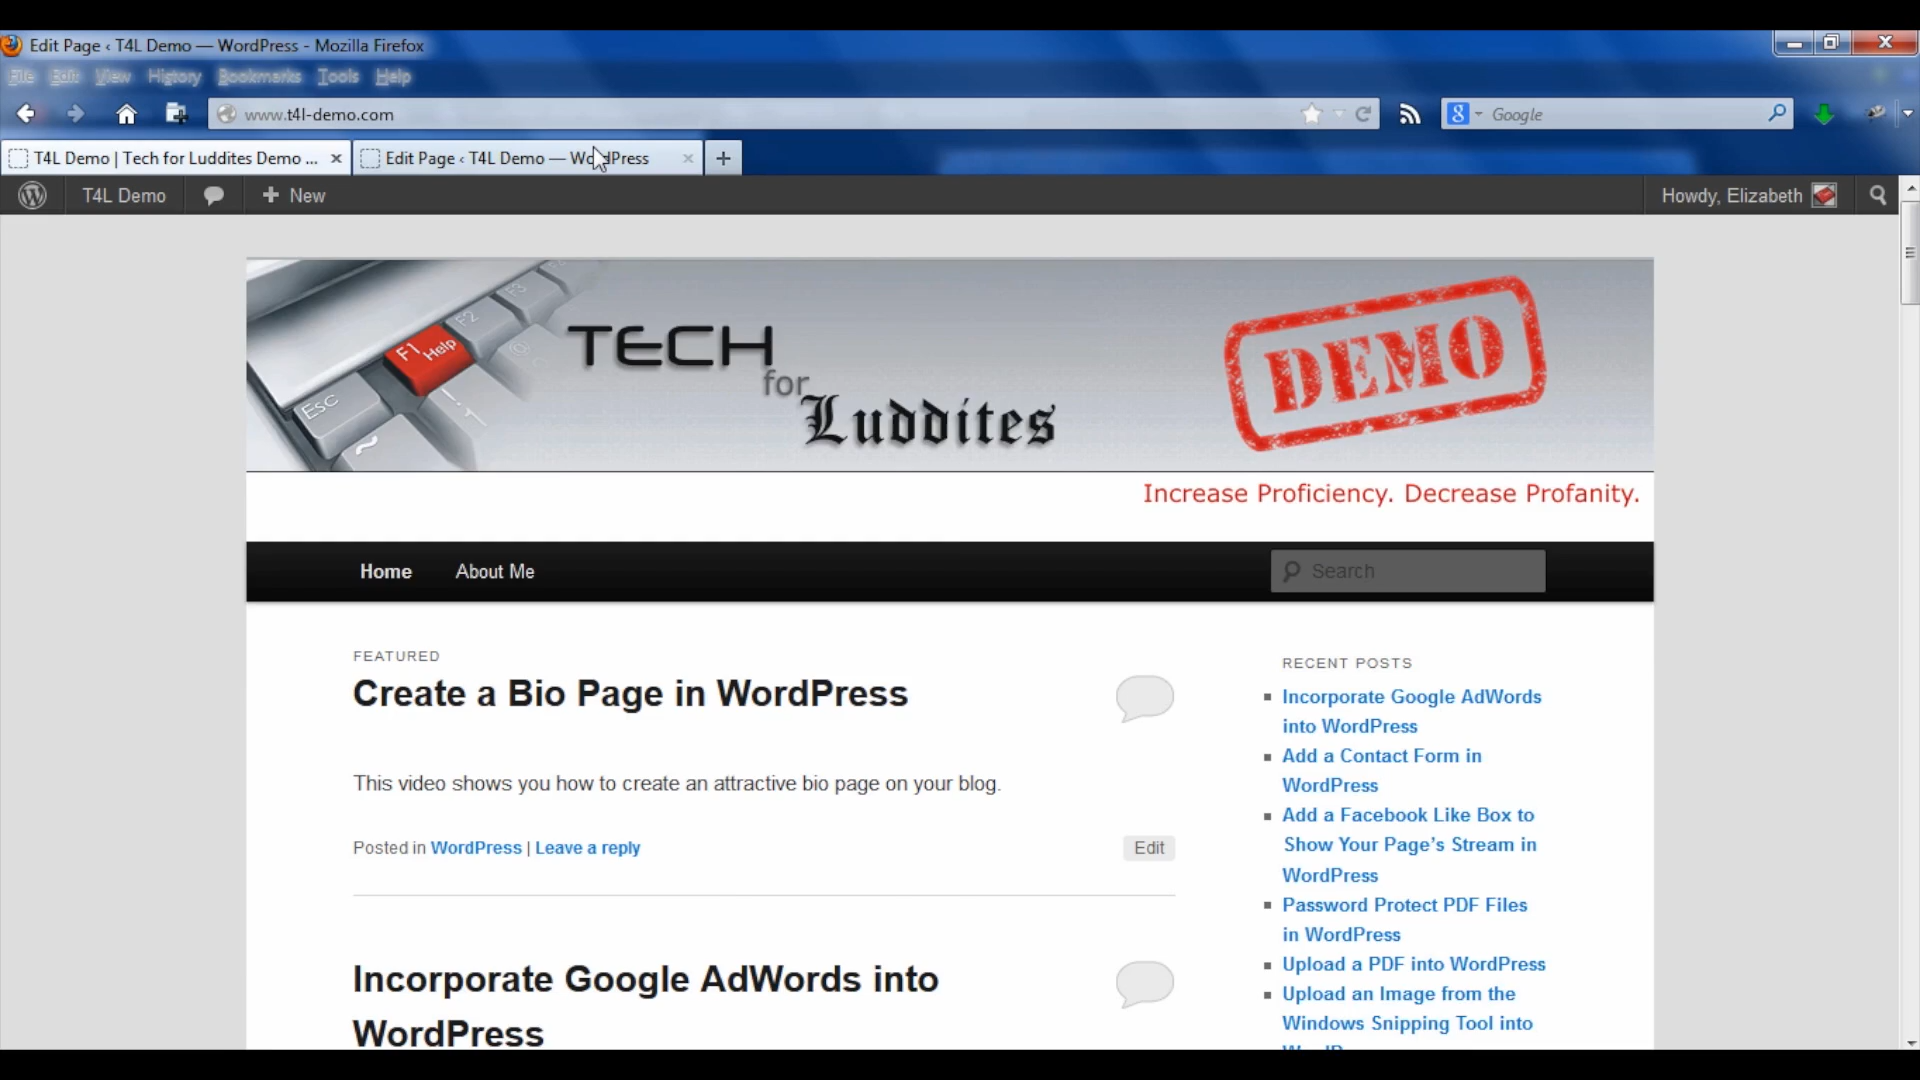 Edit Page ‹ T4L Demo — WordPress - Mozilla Firefox
File Edit View History Bookmarks Tools Help
www.t4l-demo.com
Google
T4L Demo | Tech for Luddites Demo ...
Edit Page ‹ T4L Demo — WordPress
T4L Demo
New
Howdy, Elizabeth
F1 Help
F2
F3
Esc
TECH
for
Luddites
DEMO
Increase Proficiency. Decrease Profanity.
Home
About Me
Search
FEATURED
Create a Bio Page in WordPress
This video shows you how to create an attractive bio page on your blog.
Posted in WordPress | Leave a reply
Edit
Incorporate Google AdWords into
WordPress
RECENT POSTS
Incorporate Google AdWords
into WordPress
Add a Contact Form in
WordPress
Add a Facebook Like Box to
Show Your Page’s Stream in
WordPress
Password Protect PDF Files
in WordPress
Upload a PDF into WordPress
Upload an Image from the
Windows Snipping Tool into